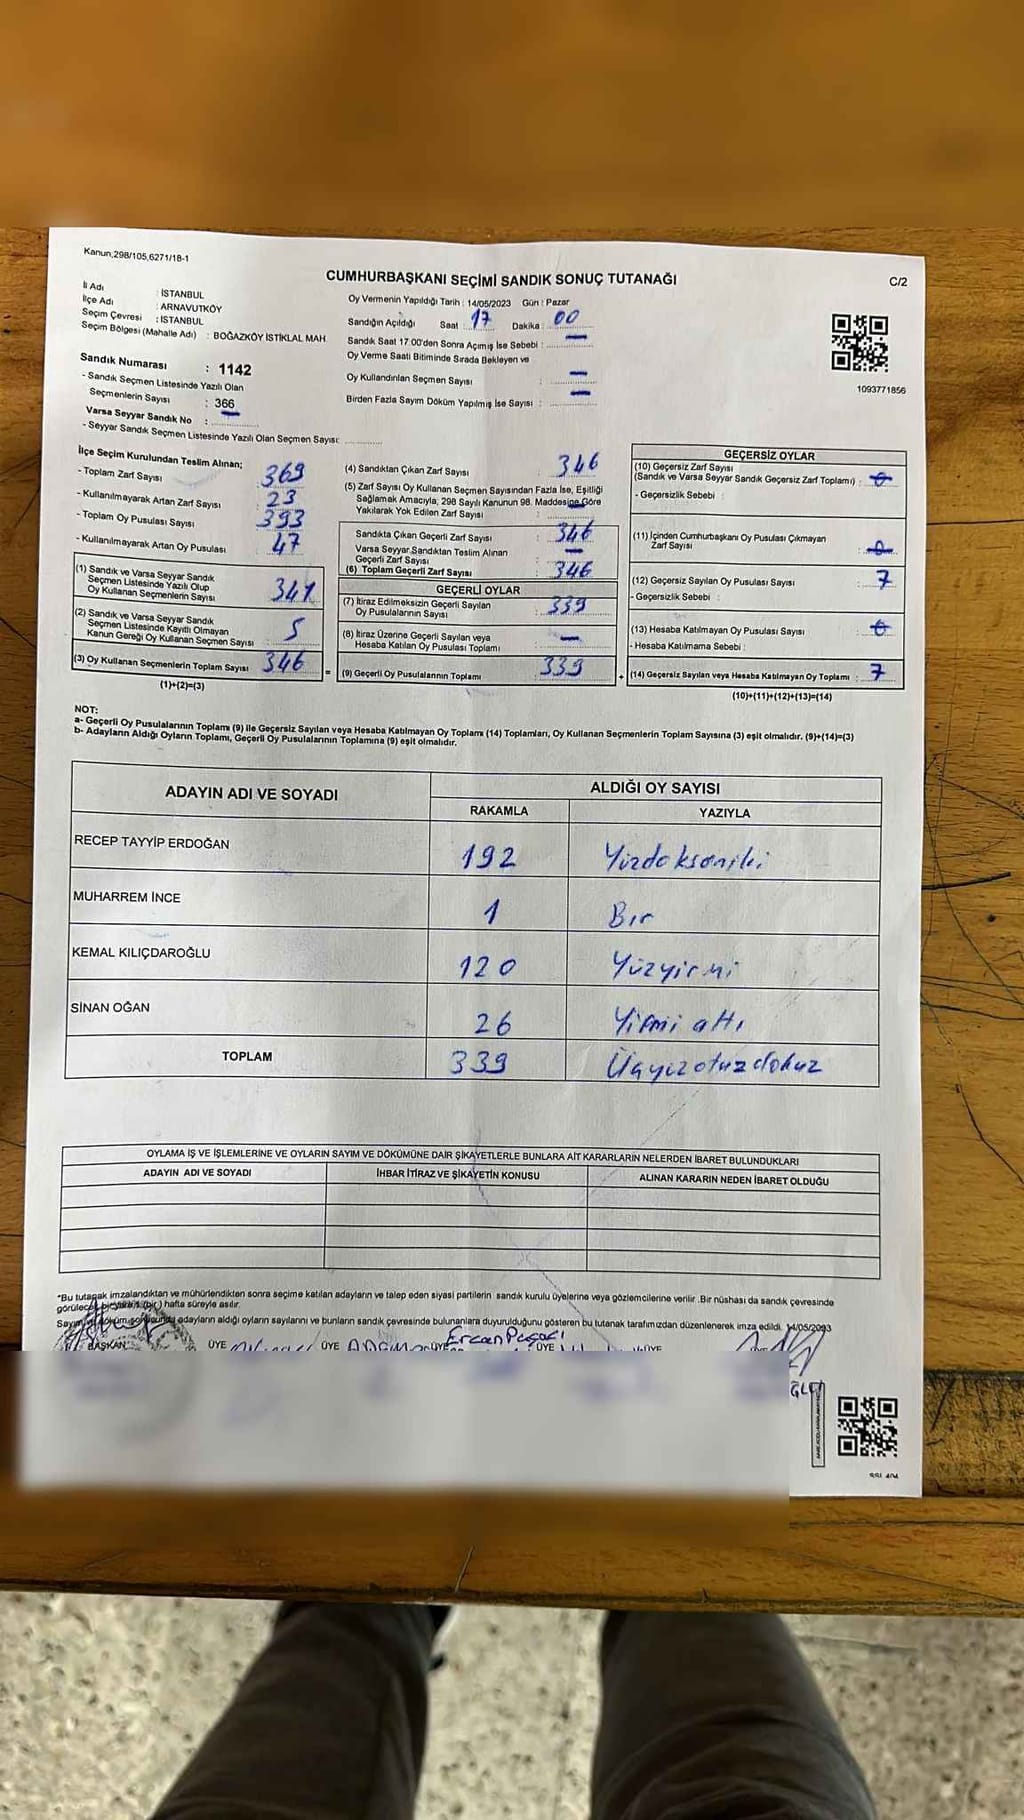 Kanun,298/105,6271/18-1
CUMHURBAŞKANI SEÇİMİ SANDIK SONUÇ TUTANAĞI
C/2
İl Adı : İSTANBUL
İlçe Adı : ARNAVUTKÖY
Seçim Çevresi : İSTANBUL
Seçim Bölgesi (Mahalle Adı) : BOĞAZKÖY İSTİKLAL MAH
Sandık Numarası : 1142
- Sandık Seçmen Listesinde Yazılı Olan
Seçmenlerin Sayısı : 366
Varsa Seyyar Sandık No : —
- Seyyar Sandık Seçmen Listesinde Yazılı Olan Seçmen Sayısı:
Oy Vermenin Yapıldığı Tarih : 14/05/2023 Gün : Pazar
Sandığın Açıldığı Saat : 17 Dakika : 00
Sandık Saat 17.00'den Sonra Açımış İse Sebebi : —
Oy Verme Saati Bitiminde Sırada Bekleyen ve
Oy Kullandırılan Seçmen Sayısı : —
Birden Fazla Sayım Döküm Yapılmış İse Sayısı : —
1093771856
İlçe Seçim Kurulundan Teslim Alınan;
- Toplam Zarf Sayısı : 369
- Kullanılmayarak Artan Zarf Sayısı : 23
- Toplam Oy Pusulası Sayısı : 393
- Kullanılmayarak Artan Oy Pusulası : 47
(1) Sandık ve Varsa Seyyar Sandık
Seçmen Listesinde Yazılı Olup
Oy Kullanan Seçmenlerin Sayısı : 341
(2) Sandık ve Varsa Seyyar Sandık
Seçmen Listesinde Kayıtlı Olmayan
Kanun Gereği Oy Kullanan Seçmen Sayısı : 5
(3) Oy Kullanan Seçmenlerin Toplam Sayısı : 346
(1)+(2)=(3)
(4) Sandıktan Çıkan Zarf Sayısı : 346
(5) Zarf Sayısı Oy Kullanan Seçmen Sayısından Fazla İse, Eşitliği
Sağlamak Amacıyla, 298 Sayılı Kanunun 98. Maddesine Göre
Yakılarak Yok Edilen Zarf Sayısı : —
Sandıkta Çıkan Geçerli Zarf Sayısı : 346
Varsa Seyyar Sandıktan Teslim Alınan
Geçerli Zarf Sayısı : —
(6) Toplam Geçerli Zarf Sayısı : 346
GEÇERLİ OYLAR
(7) İtiraz Edilmeksizin Geçerli Sayılan
Oy Pusulalarının Sayısı : 339
(8) İtiraz Üzerine Geçerli Sayılan veya
Hesaba Katılan Oy Pusulası Toplamı : —
= (9) Geçerli Oy Pusulalarının Toplamı : 339
GEÇERSİZ OYLAR
(10) Geçersiz Zarf Sayısı
(Sandık ve Varsa Seyyar Sandık Geçersiz Zarf Toplamı) : 0
- Geçersizlik Sebebi :
(11) İçinden Cumhurbaşkanı Oy Pusulası Çıkmayan
Zarf Sayısı : 0
(12) Geçersiz Sayılan Oy Pusulası Sayısı : 7
- Geçersizlik Sebebi :
(13) Hesaba Katılmayan Oy Pusulası Sayısı : 0
- Hesaba Katılmama Sebebi :
+ (14) Geçersiz Sayılan veya Hesaba Katılmayan Oy Toplamı : 7
(10)+(11)+(12)+(13)=(14)
NOT:
a- Geçerli Oy Pusulalarının Toplamı (9) ile Geçersiz Sayılan veya Hesaba Katılmayan Oy Toplamı (14) Toplamları, Oy Kullanan Seçmenlerin Toplam Sayısına (3) eşit olmalıdır. (9)+(14)=(3)
b- Adayların Aldığı Oyların Toplamı, Geçerli Oy Pusulalarının Toplamına (9) eşit olmalıdır.
ADAYIN ADI VE SOYADI ALDIĞI OY SAYISI
RAKAMLA YAZIYLA
RECEP TAYYİP ERDOĞAN 192 Yüzdoksaniki
MUHARREM İNCE 1 Bir
KEMAL KILIÇDAROĞLU 120 Yüzyirmi
SİNAN OĞAN 26 Yirmi altı
TOPLAM 339 Üçyüzotuzdokuz
OYLAMA İŞ VE İŞLEMLERİNE VE OYLARIN SAYIM VE DÖKÜMÜNE DAİR ŞİKAYETLERLE BUNLARA AİT KARARLARIN NELERDEN İBARET BULUNDUKLARI
ADAYIN ADI VE SOYADI İHBAR İTİRAZ VE ŞİKAYETİN KONUSU ALINAN KARARIN NEDEN İBARET OLDUĞU
*Bu tutanak imzalandıktan ve mühürlendikten sonra seçime katılan adayların ve talep eden siyasi partilerin sandık kurulu üyelerine veya gözlemcilerine verilir .Bir nüshası da sandık çevresinde
görülecek bir yere 1 (bir) hafta süreyle asılır.
Sayım döküm sonucunda adayların aldığı oyların sayılarını ve bunların sandık çevresinde bulunanlara duyurulduğunu gösteren bu tutanak tarafımızdan düzenlenerek imza edildi. 14/05/2023
BAŞKAN ÜYE ÜYE ÜYE ÜYE ÜYE